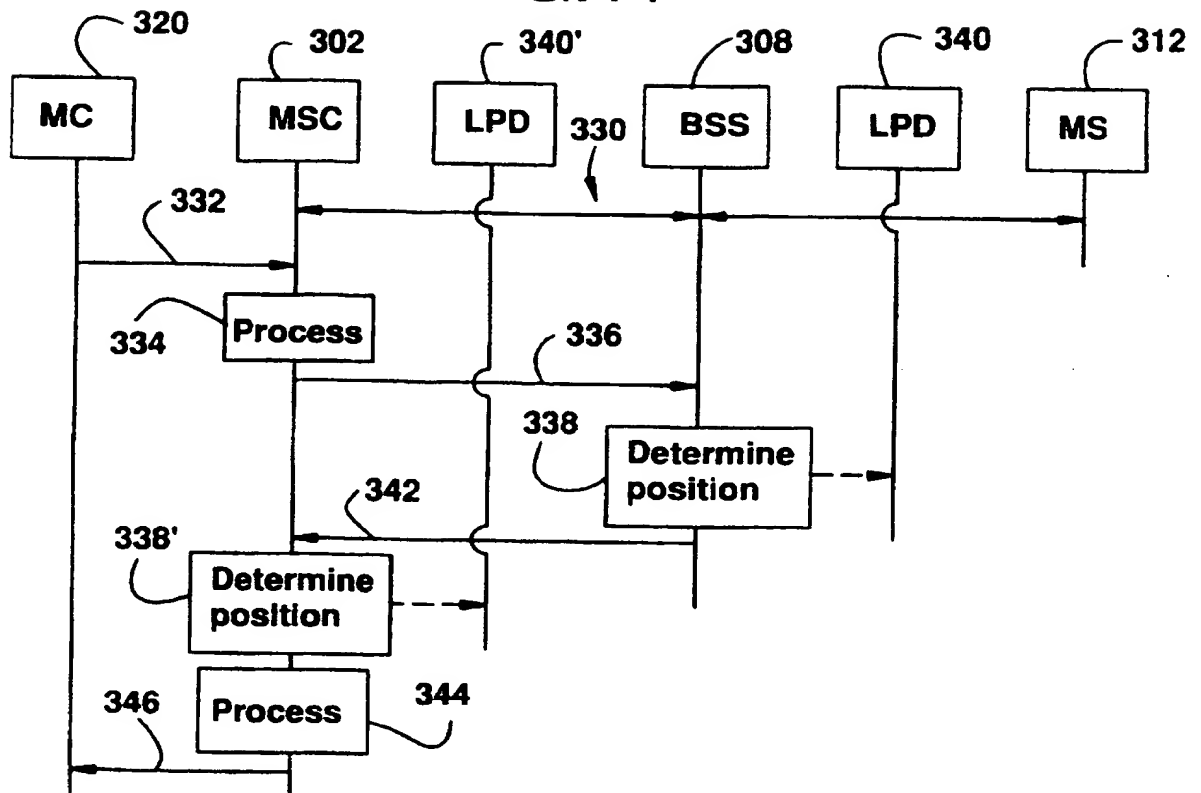 320
302
340'
308
340
312
MC
MSC
LPD
BSS
LPD
MS
330
332
334
Process
336
338
Determine
position
342
338'
Determine
position
346
Process
344